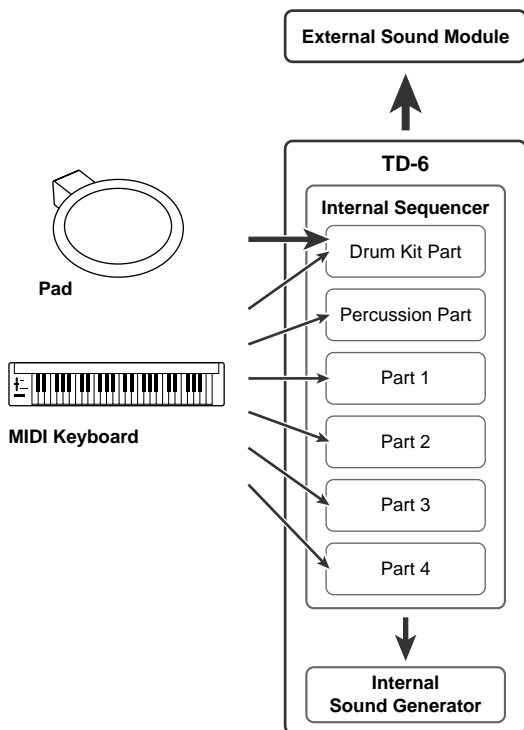 External Sound Module
TD-6
Internal Sequencer
Drum Kit Part
Pad
Percussion Part
Part 1
MIDI Keyboard
Part 2
Part 3
Part 4
Internal
Sound Generator